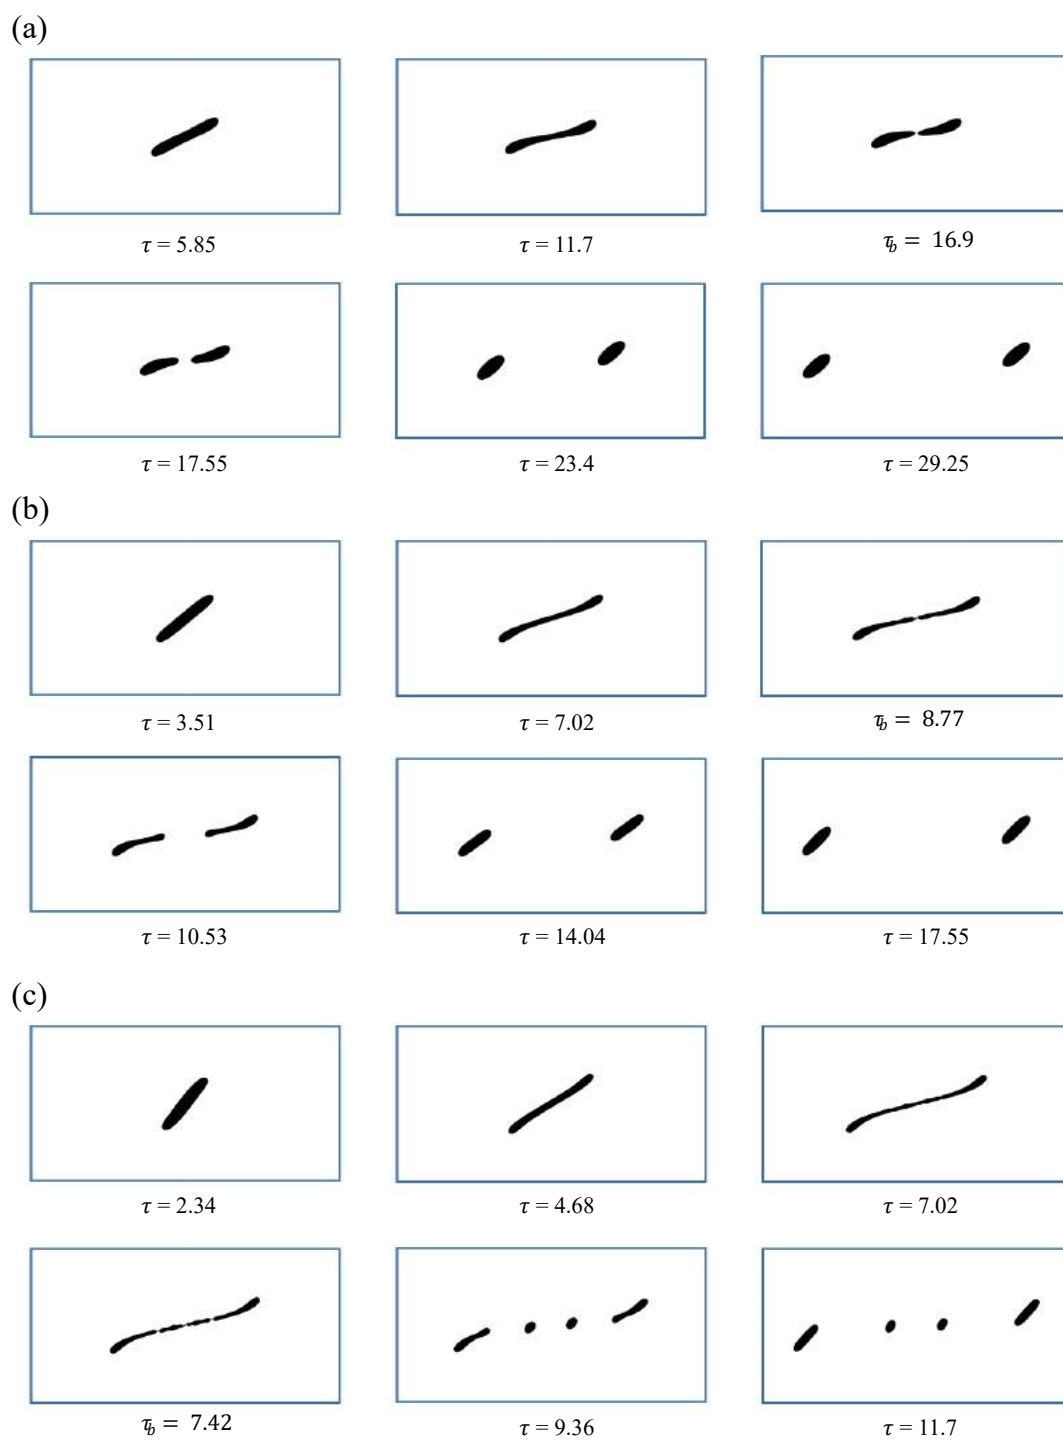 (a)
τ = 5.85 τ = 11.7 τb = 16.9
τ = 17.55 τ = 23.4 τ = 29.25
(b)
τ = 3.51 τ = 7.02 τb = 8.77
τ = 10.53 τ = 14.04 τ = 17.55
(c)
τ = 2.34 τ = 4.68 τ = 7.02
τb = 7.42 τ = 9.36 τ = 11.7